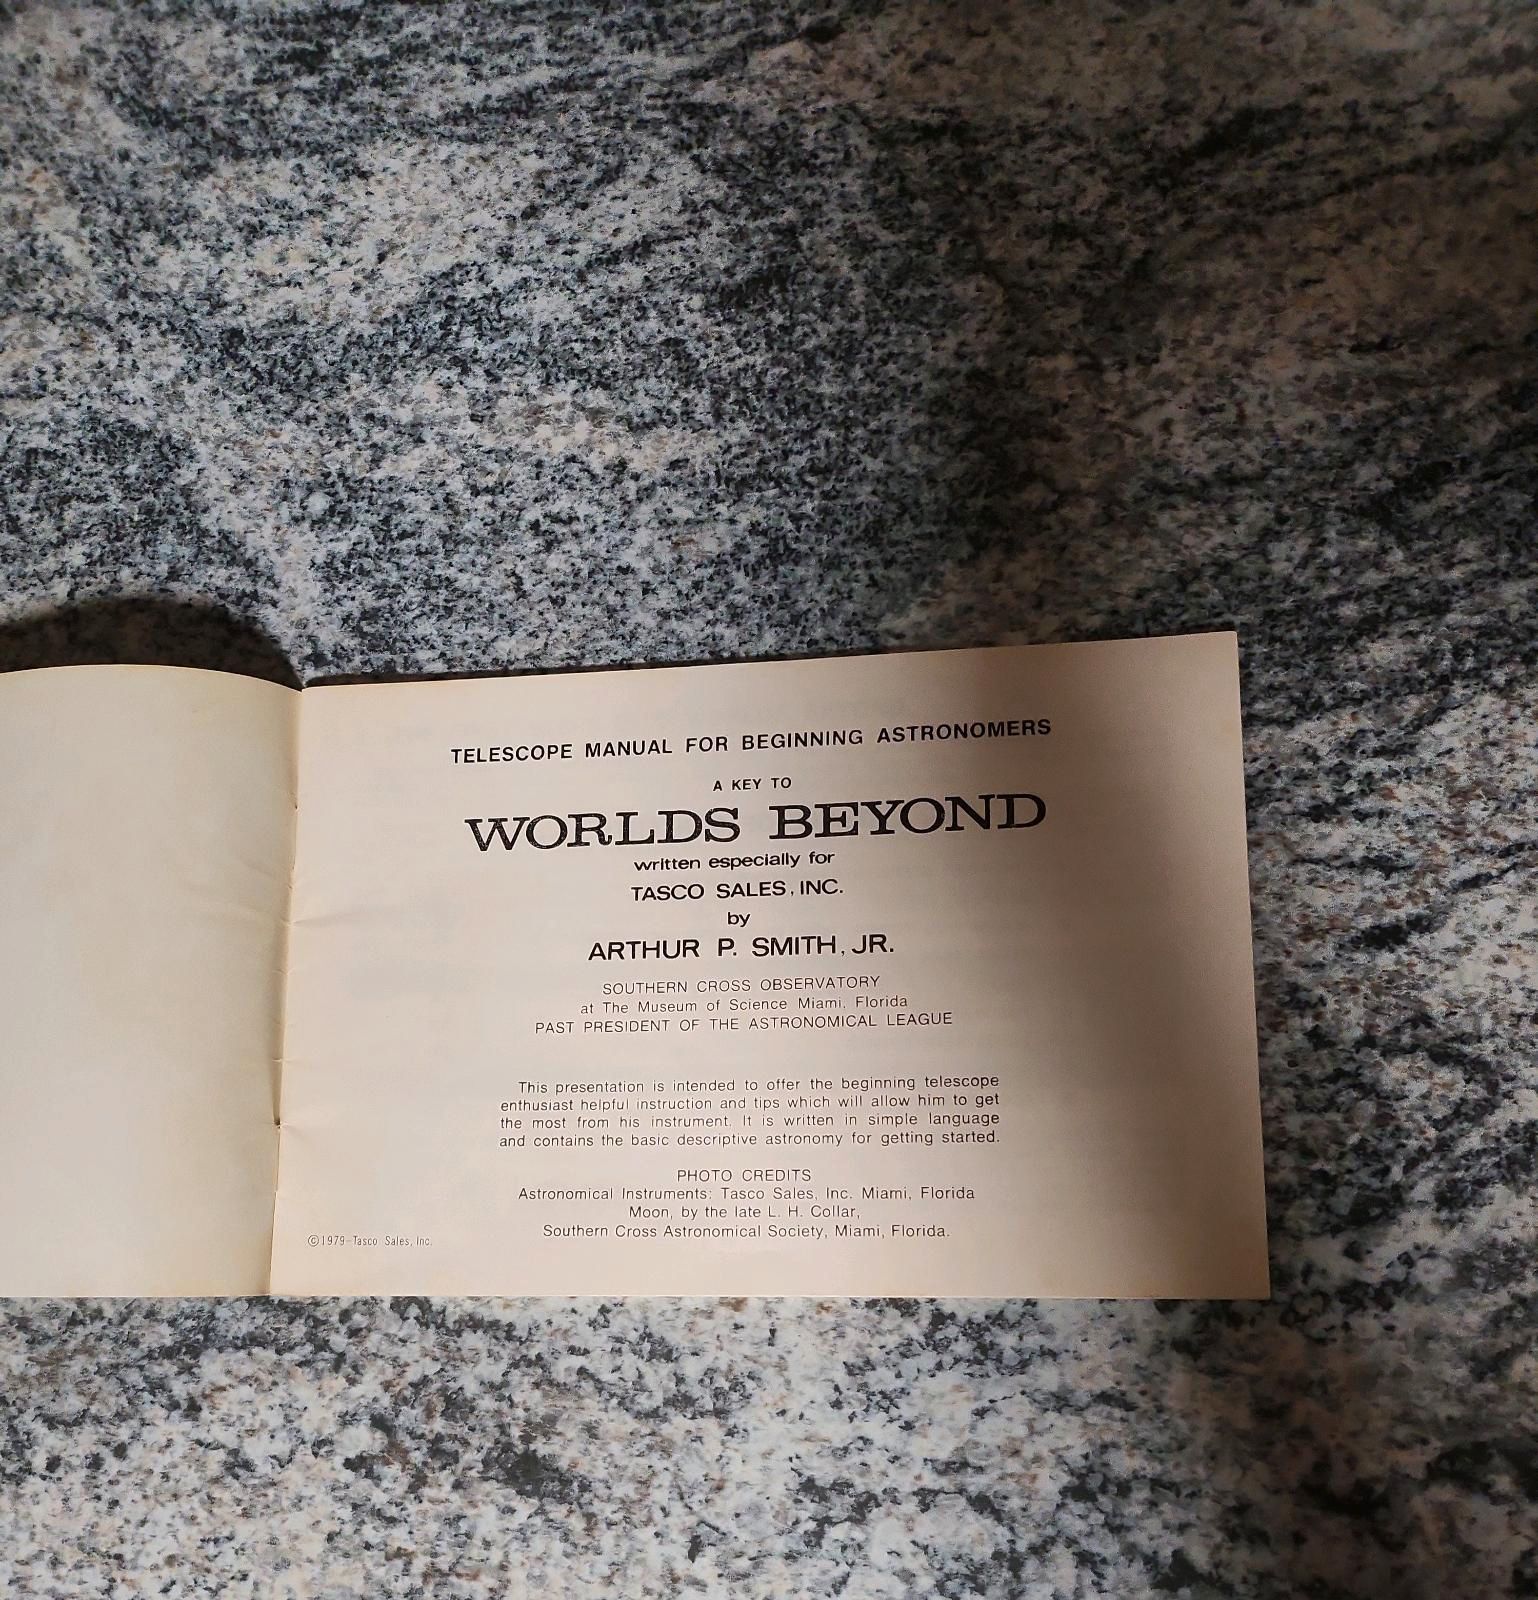 TELESCOPE MANUAL FOR BEGINNING ASTRONOMERS
A KEY TO
WORLDS BEYOND
written especially for
TASCO SALES, INC.
by
ARTHUR P. SMITH, JR.
SOUTHERN CROSS OBSERVATORY
at The Museum of Science Miami, Florida
PAST PRESIDENT OF THE ASTRONOMICAL LEAGUE
This presentation is intended to offer the beginning telescope
enthusiast helpful instruction and tips which will allow him to get
the most from his instrument. It is written in simple language
and contains the basic descriptive astronomy for getting started.
PHOTO CREDITS
Astronomical Instruments: Tasco Sales, Inc. Miami, Florida
Moon, by the late L. H. Collar,
Southern Cross Astronomical Society, Miami, Florida.
©1979-Tasco Sales, Inc.